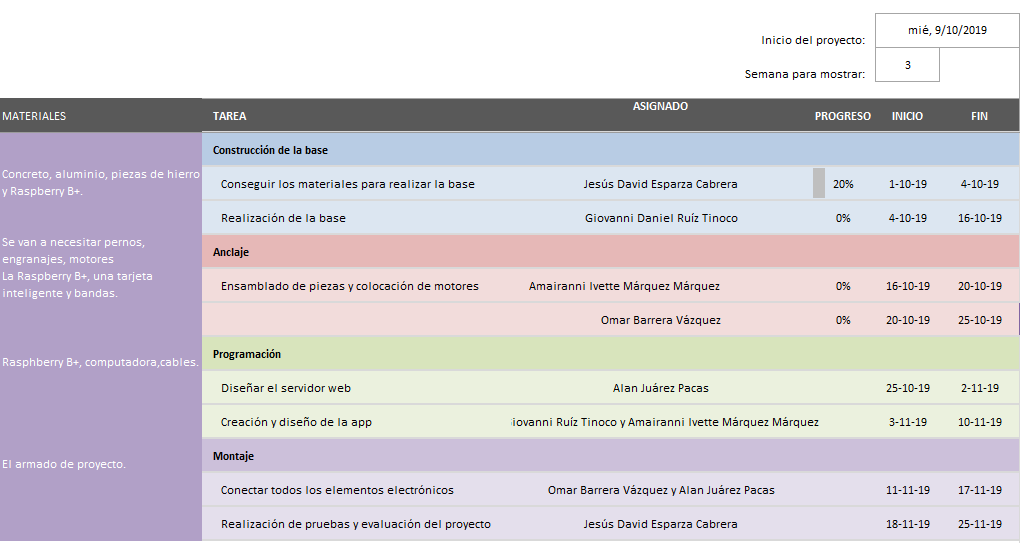 Inicio del proyecto: mié, 9/10/2019
Semana para mostrar: 3
MATERIALES TAREA ASIGNADO PROGRESO INICIO FIN
Construcción de la base
Concreto, aluminio, piezas de hierro
y Raspberry B+.
Conseguir los materiales para realizar la base Jesús David Esparza Cabrera 20% 1-10-19 4-10-19
Realización de la base Giovanni Daniel Ruíz Tinoco 0% 4-10-19 16-10-19
Se van a necesitar pernos,
engranajes, motores
La Raspberry B+, una tarjeta
inteligente y bandas.
Anclaje
Ensamblado de piezas y colocación de motores Amairanni Ivette Márquez Márquez 0% 16-10-19 20-10-19
Omar Barrera Vázquez 0% 20-10-19 25-10-19
Programación
Rasphberry B+, computadora,cables.
Diseñar el servidor web Alan Juárez Pacas 25-10-19 2-11-19
Creación y diseño de la app iovanni Ruíz Tinoco y Amairanni Ivette Márquez Márquez 3-11-19 10-11-19
Montaje
El armado de proyecto.
Conectar todos los elementos electrónicos Omar Barrera Vázquez y Alan Juárez Pacas 11-11-19 17-11-19
Realización de pruebas y evaluación del proyecto Jesús David Esparza Cabrera 18-11-19 25-11-19